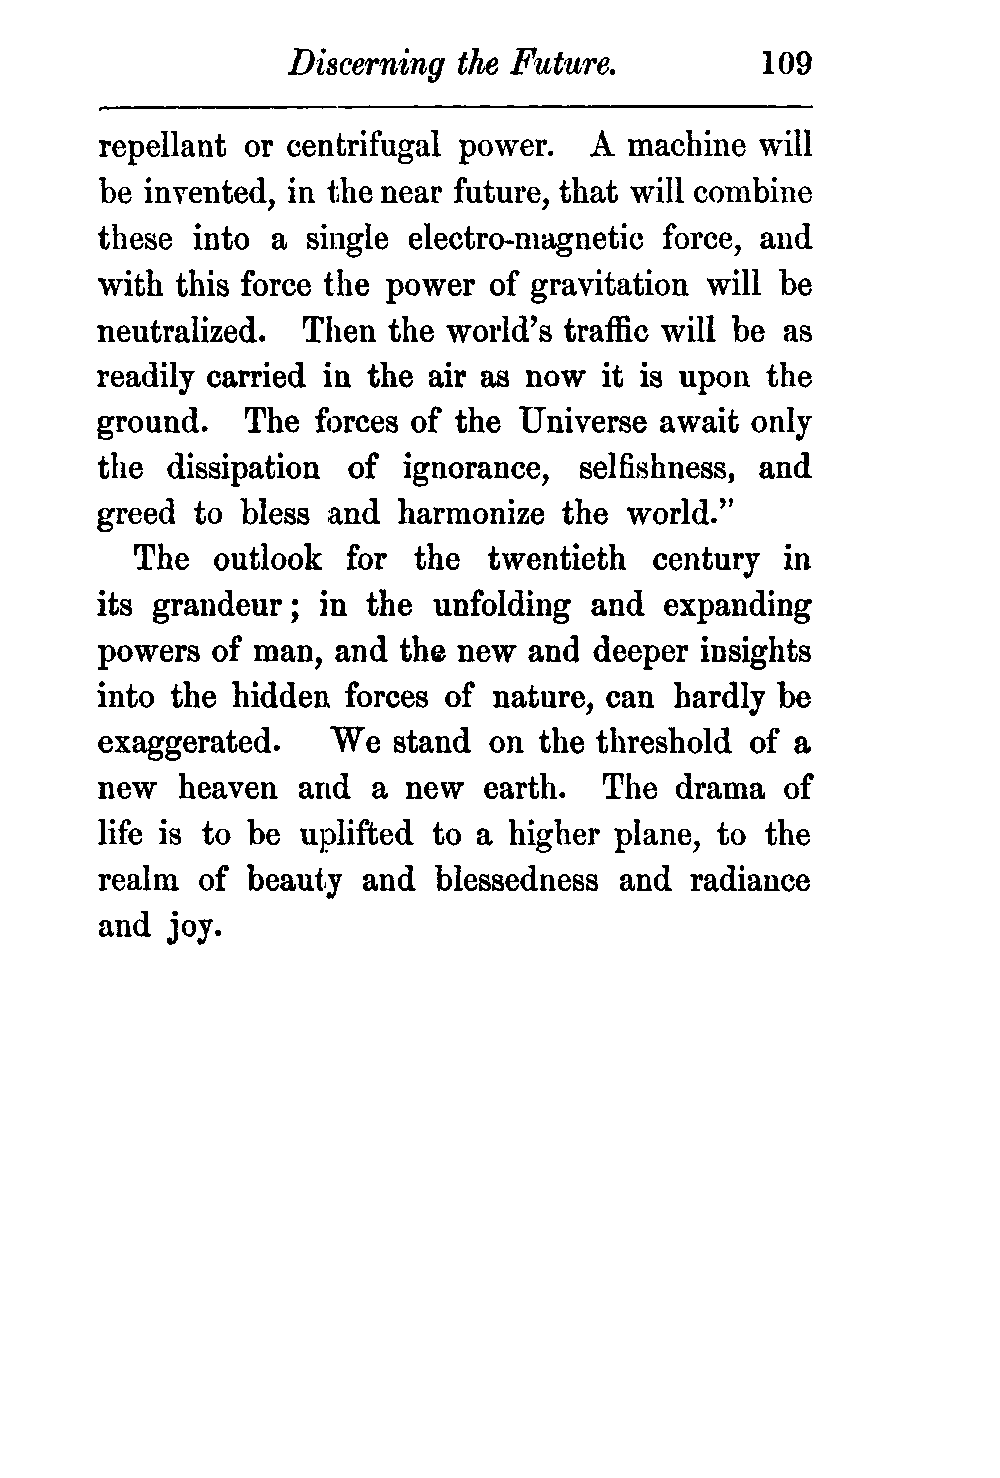 Discerning the Future. 109
repellant or centrifugal power. A machine will
be invented, in the near future, that will combine
these into a single electro-magnetic force, and
with this force the power of gravitation will be
neutralized. Then the world's traffic will be as
readily carried in the air as now it is upon the
ground. The forces of the Universe await only
the dissipation of ignorance, selfishness, and
greed to bless and harmonize the world.”
The outlook for the twentieth century in
its grandeur; in the unfolding and expanding
powers of man, and the new and deeper insights
into the hidden forces of nature, can hardly be
exaggerated. We stand on the threshold of a
new heaven and a new earth. The drama of
life is to be uplifted to a higher plane, to the
realm of beauty and blessedness and radiance
and joy.